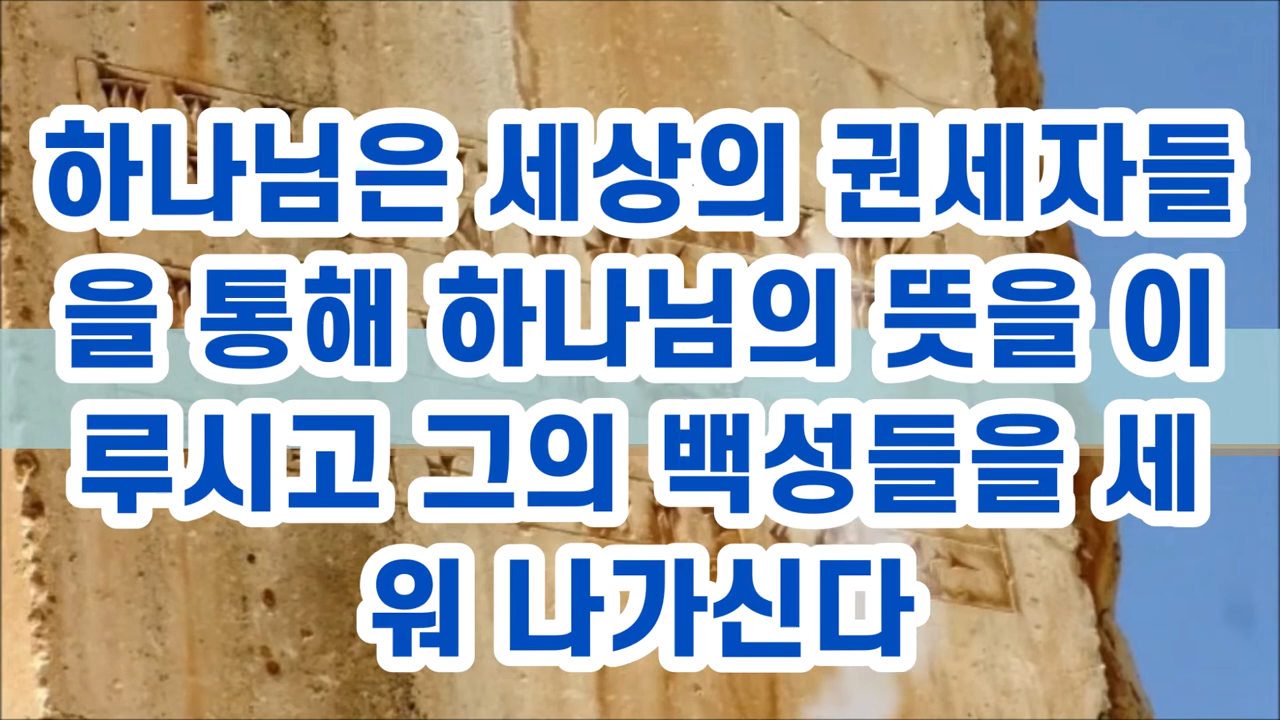 하나님은 세상의 권세자들
을 통해 하나님의 뜻을 이
루시고 그의 백성들을 세
워 나가신다